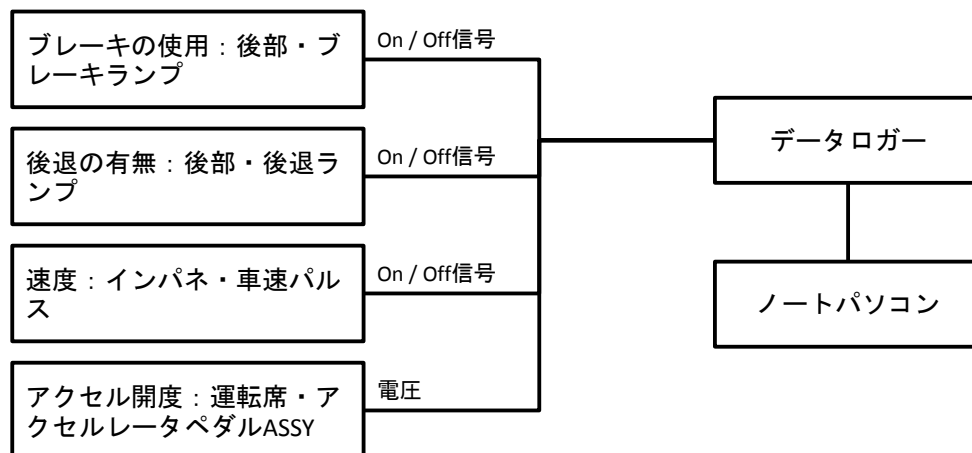 ブレーキの使用：後部・ブ
レーキランプ
On / Off信号
後退の有無：後部・後退ラ
ンプ
On / Off信号
速度：インパネ・車速パル
ス
On / Off信号
アクセル開度：運転席・ア
クセルレータペダルASSY
電圧
データロガー
ノートパソコン